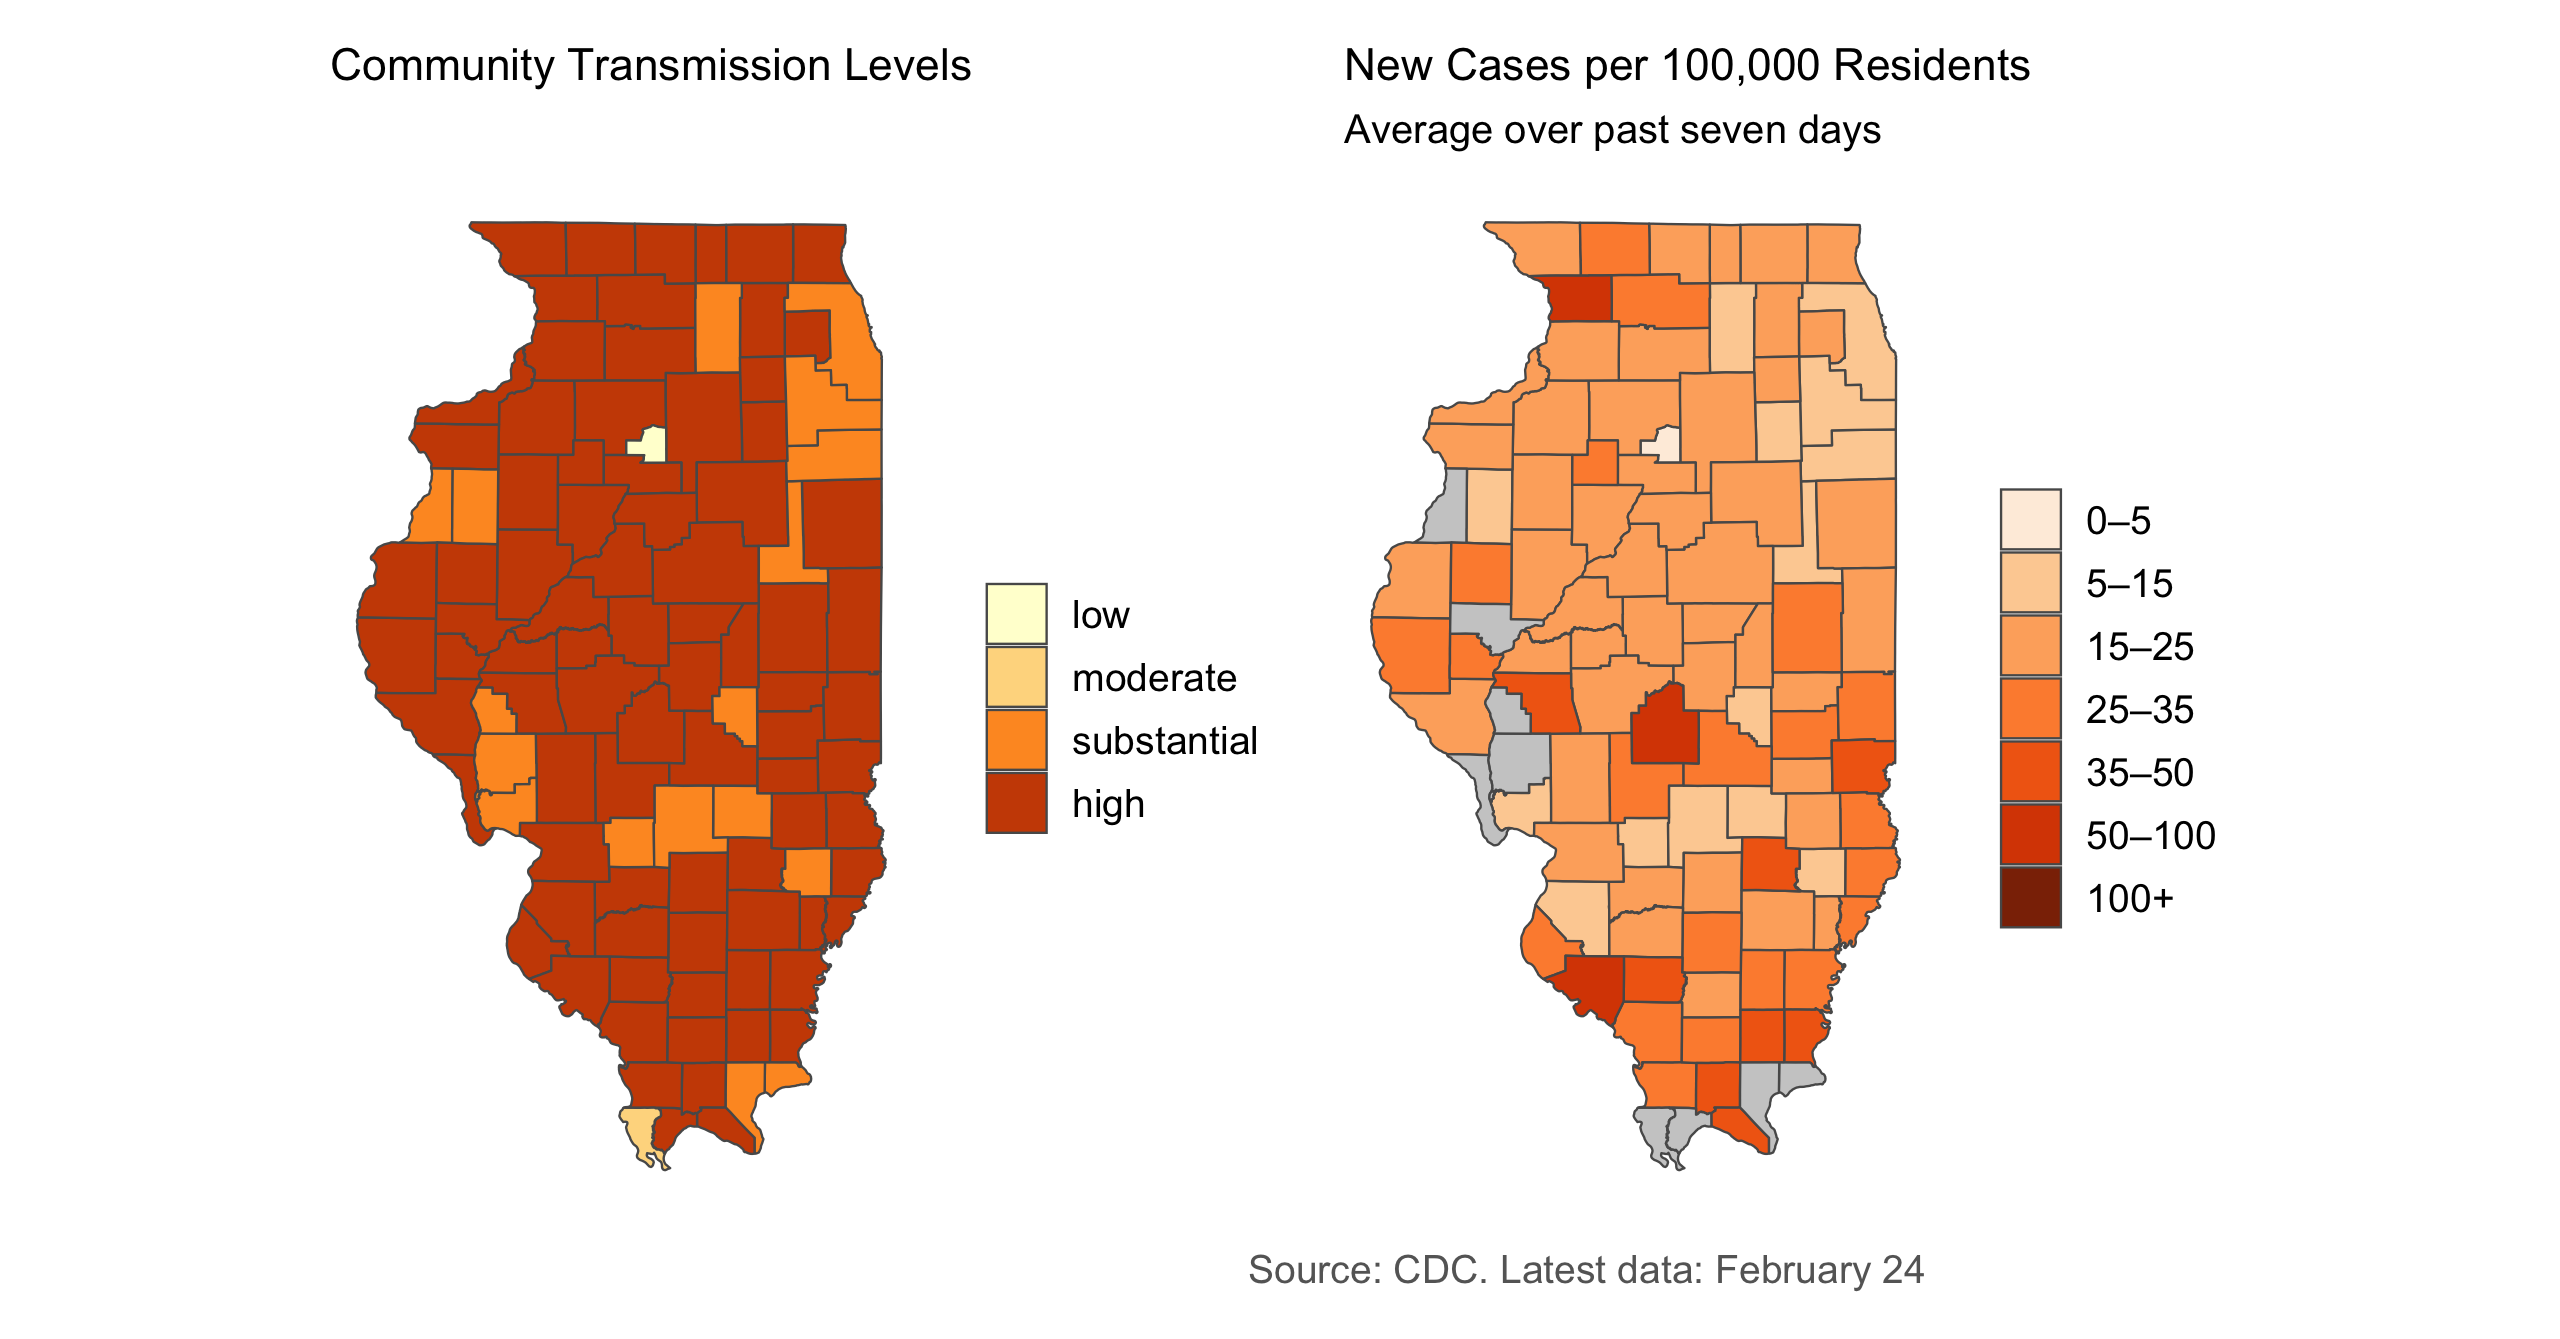 Community Transmission Levels
low
moderate
substantial
high
New Cases per 100,000 Residents
Average over past seven days
0–5
5–15
15–25
25–35
35–50
50–100
100+
Source: CDC. Latest data: February 24